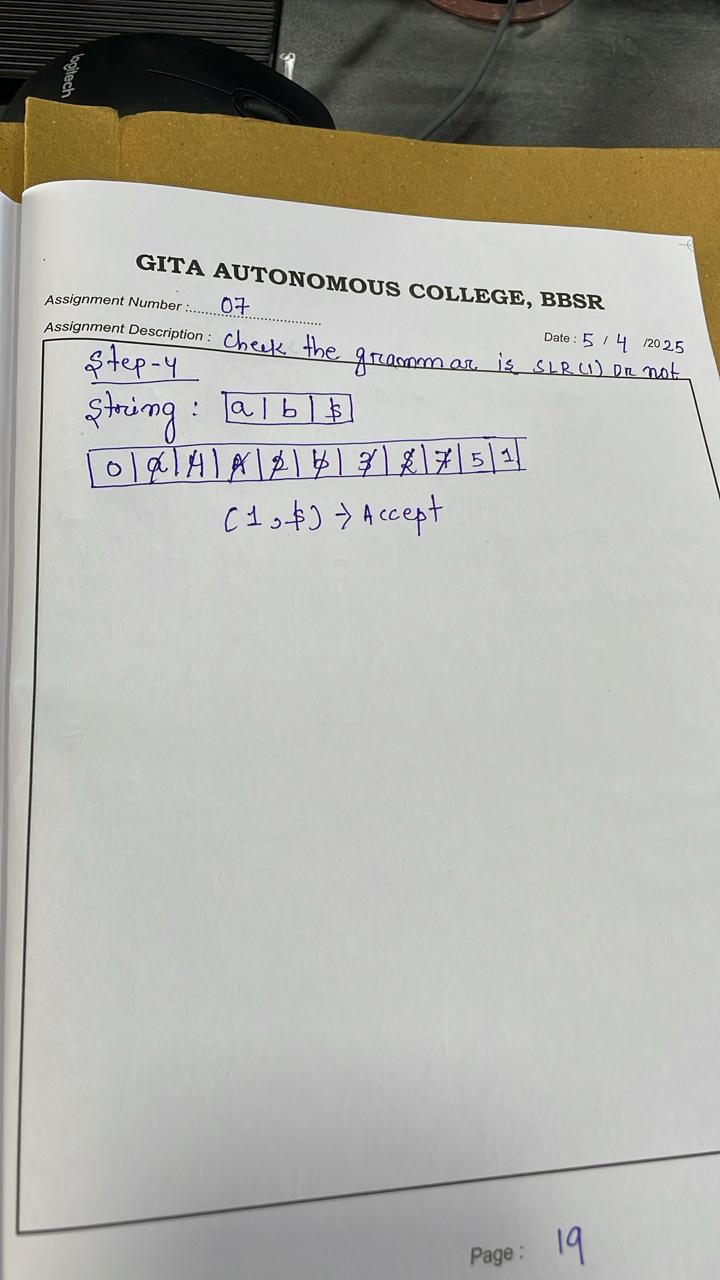 logitech
GITA AUTONOMOUS COLLEGE, BBSR
Assignment Number :..... 07
Date : 5 / 4 /2025
Assignment Description : Check the grammar is SLR(1) or not
Step-4
String : |a|b|$|
|0|a|4|A|2|b|3|2|7|5|1|
(1,$) → Accept
Page : 19